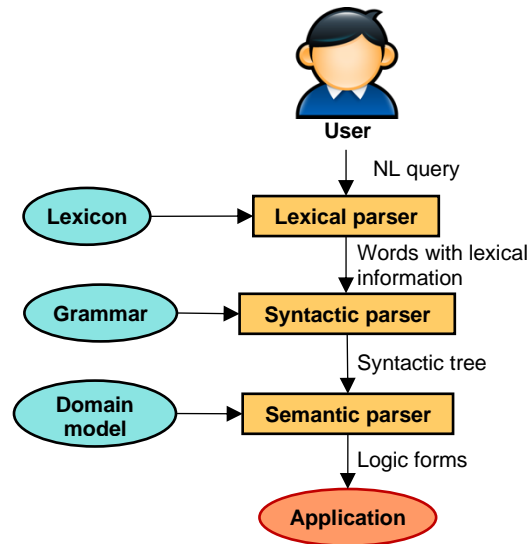 User
NL query
Lexicon
Lexical parser
Words with lexical
information
Grammar
Syntactic parser
Syntactic tree
Domain
model
Semantic parser
Logic forms
Application